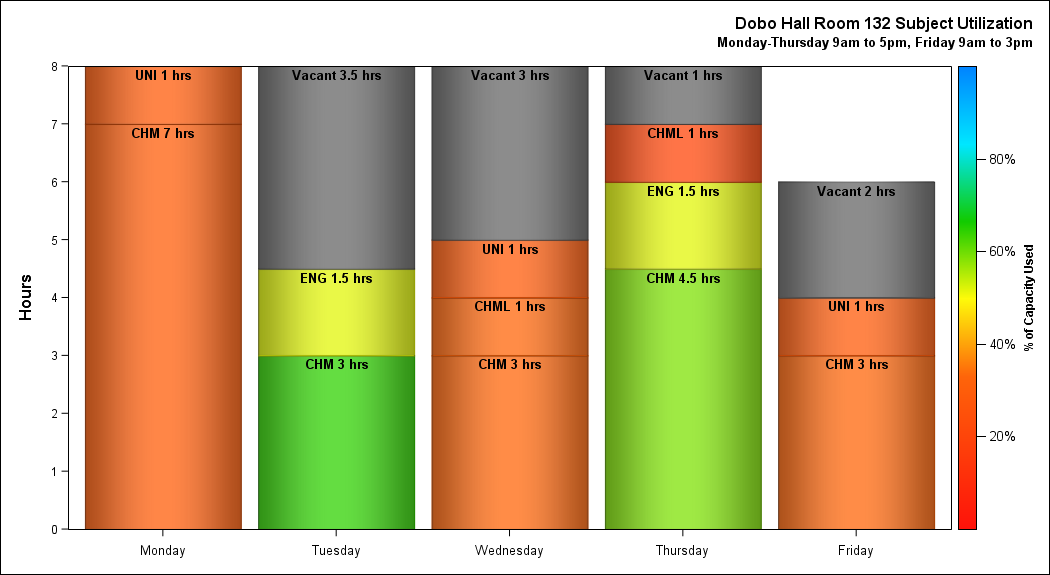 Dobo Hall Room 132 Subject Utilization
Monday-Thursday 9am to 5pm, Friday 9am to 3pm
Hours
8
7
6
5
4
3
2
1
0
UNI 1 hrs
CHM 7 hrs
Vacant 3.5 hrs
ENG 1.5 hrs
CHM 3 hrs
Vacant 3 hrs
UNI 1 hrs
CHML 1 hrs
CHM 3 hrs
Vacant 1 hrs
CHML 1 hrs
ENG 1.5 hrs
CHM 4.5 hrs
Vacant 2 hrs
UNI 1 hrs
CHM 3 hrs
Monday
Tuesday
Wednesday
Thursday
Friday
80%
60%
40%
20%
% of Capacity Used